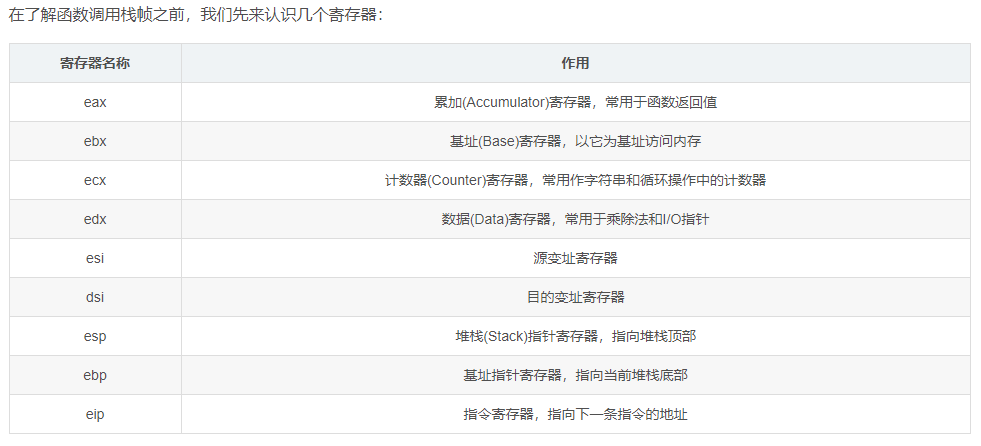 在了解函数调用栈帧之前，我们先来认识几个寄存器：
寄存器名称 作用
eax 累加(Accumulator)寄存器，常用于函数返回值
ebx 基址(Base)寄存器，以它为基址访问内存
ecx 计数器(Counter)寄存器，常用作字符串和循环操作中的计数器
edx 数据(Data)寄存器，常用于乘除法和I/O指针
esi 源变址寄存器
dsi 目的变址寄存器
esp 堆栈(Stack)指针寄存器，指向堆栈顶部
ebp 基址指针寄存器，指向当前堆栈底部
eip 指令寄存器，指向下一条指令的地址